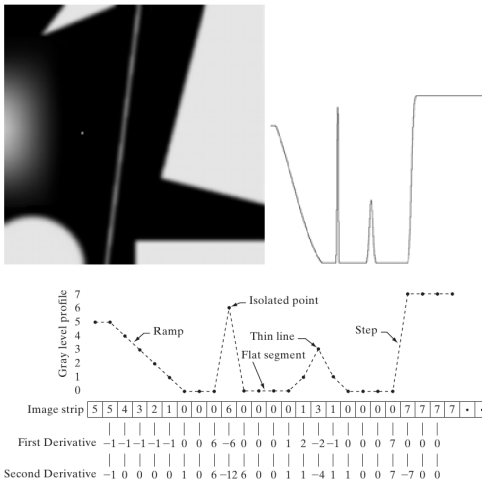 Gray level profile
7
6
5
4
3
2
1
0
Isolated point
Ramp
Thin line
Step
Flat segment
Image strip 5 5 4 3 2 1 0 0 0 6 0 0 0 0 1 3 1 0 0 0 0 7 7 7 7 • •
First Derivative −1 −1 −1 −1 −1 0 0 6 −6 0 0 0 1 2 −2 −1 0 0 0 7 0 0 0
Second Derivative −1 0 0 0 0 1 0 6 −12 6 0 0 1 1 −4 1 1 0 0 7 −7 0 0